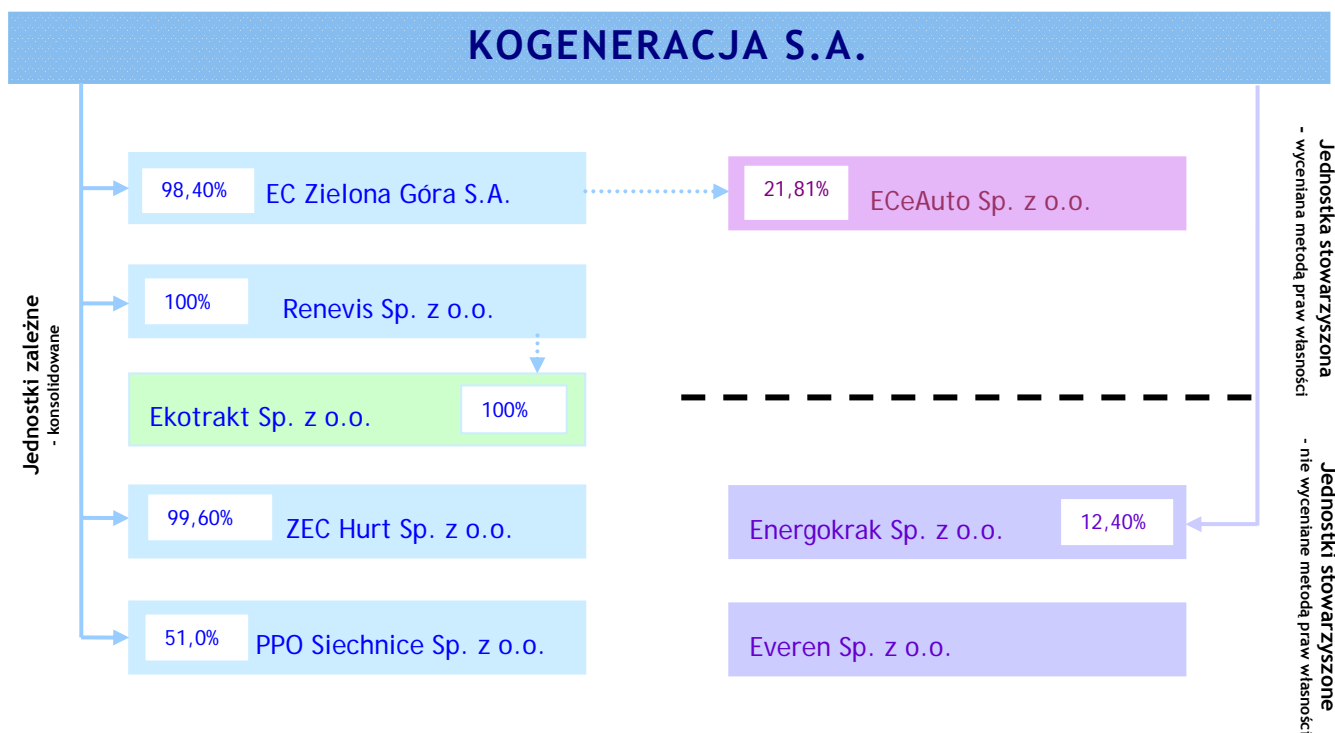 KOGENERACJA S.A.
98,40% EC Zielona Góra S.A.
21,81% ECeAuto Sp. z o.o.
100% Renevis Sp. z o.o.
Ekotrakt Sp. z o.o. 100%
99,60% ZEC Hurt Sp. z o.o.
Energokrak Sp. z o.o. 12,40%
51,0% PPO Siechnice Sp. z o.o.
Everen Sp. z o.o.
Jednostki zależne
- konsolidowane
Jednostka stowarzyszona
- wyceniana metodą praw własności
Jednostki stowarzyszone
- nie wyceniane metodą praw własności